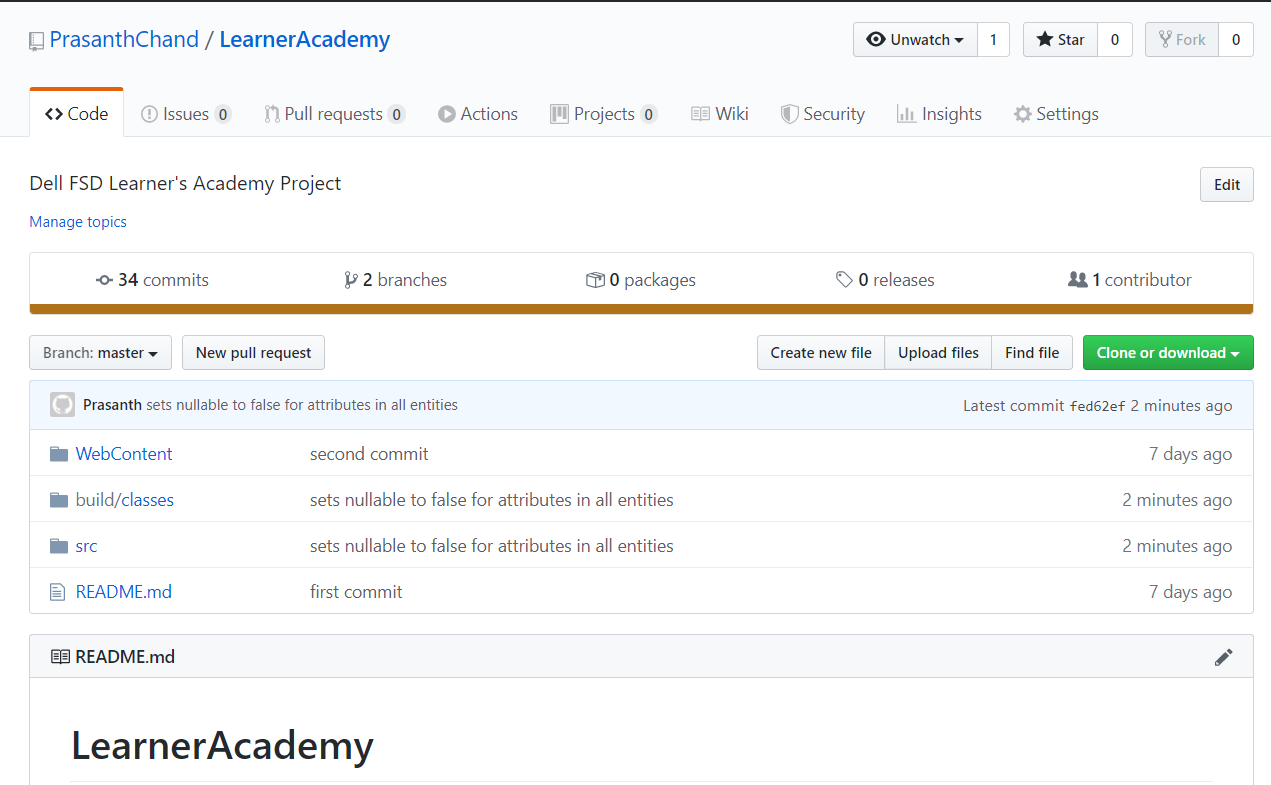 PrasanthChand / LearnerAcademy
Unwatch 1 Star 0 Fork 0
Code Issues 0 Pull requests 0 Actions Projects 0 Wiki Security Insights Settings
Dell FSD Learner's Academy Project
Edit
Manage topics
34 commits 2 branches 0 packages 0 releases 1 contributor
Branch: master New pull request Create new file Upload files Find file Clone or download
Prasanth sets nullable to false for attributes in all entities Latest commit fed62ef 2 minutes ago
WebContent second commit 7 days ago
build/classes sets nullable to false for attributes in all entities 2 minutes ago
src sets nullable to false for attributes in all entities 2 minutes ago
README.md first commit 7 days ago
README.md
LearnerAcademy